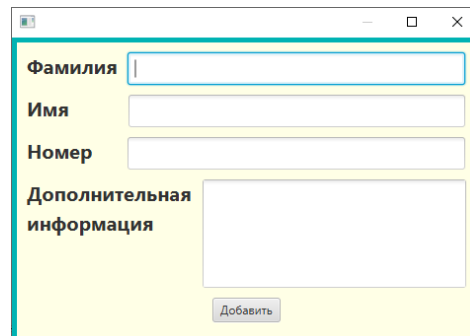 Фамилия
Имя
Номер
Дополнительная
информация
Добавить